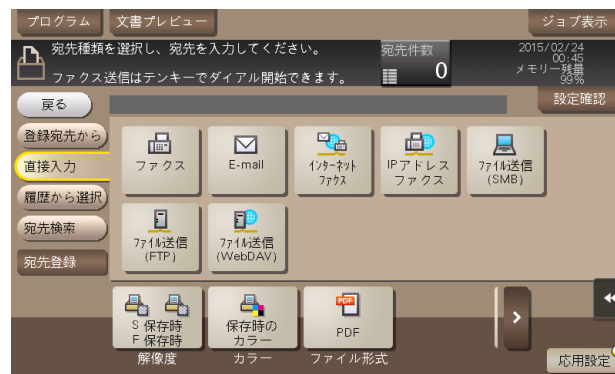 プログラム
文書プレビュー
ジョブ表示
宛先種類を選択し、宛先を入力してください。
ファクス送信はテンキーでダイアル開始できます。
宛先件数
0
2015/02/24
00:45
メモリー残量
99%
戻る
設定確認
登録宛先から
直接入力
履歴から選択
宛先検索
宛先登録
ファクス
E-mail
インターネット
ファクス
IPアドレス
ファクス
ファイル送信
(SMB)
ファイル送信
(FTP)
ファイル送信
(WebDAV)
S 保存時
F 保存時
解像度
保存時の
カラー
カラー
PDF
PDF
ファイル形式
応用設定